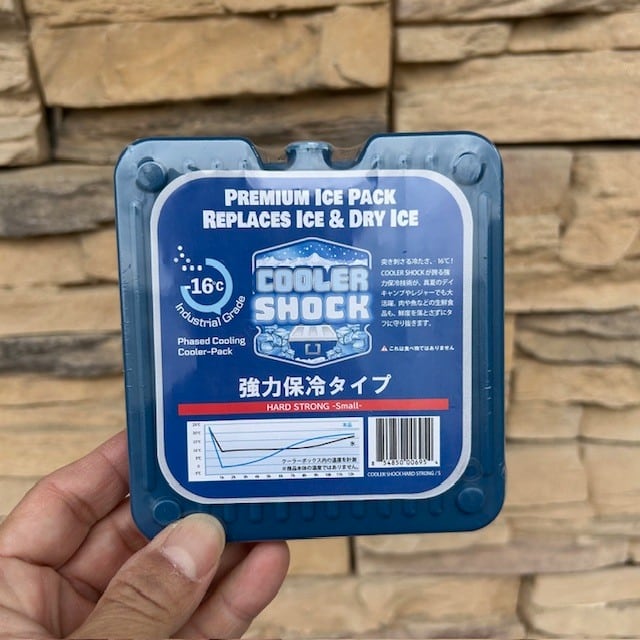 PREMIUM ICE PACK
REPLACES ICE & DRY ICE
-16℃
Industrial Grade
Phased Cooling
Cooler-Pack
COOLER
SHOCK
突き刺さる冷たさ、-16℃!
COOLER SHOCKが誇る強
力保冷技術が、真夏のデイ
キャンプやレジャーでも大
活躍。肉や魚などの生鮮食
品も、鮮度を落とさずにタ
フに守り抜きます。
これは食べ物ではありません
強力保冷タイプ
HARD STRONG -Small-
本品
氷
クーラーボックス内の温度を計測
※商品本体の温度ではありません。
8 54850 00695 4
COOLER SHOCK HARD STRONG / S